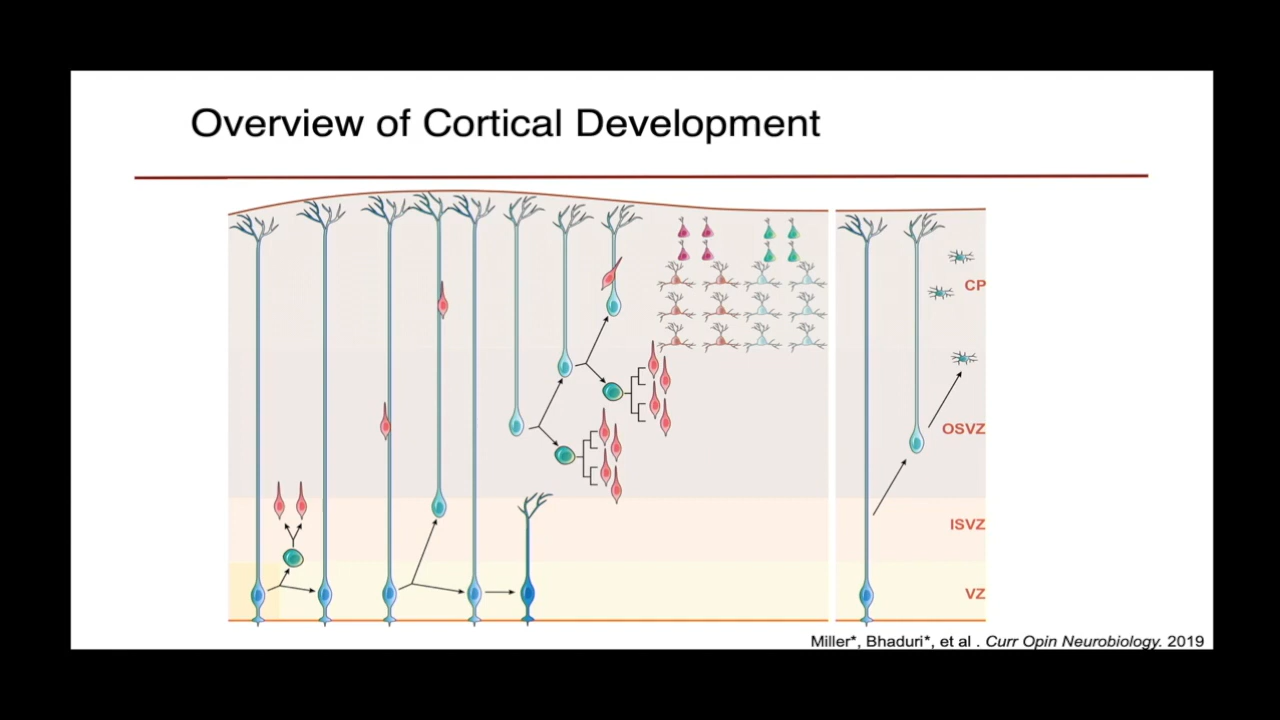 Overview of Cortical Development
CP
OSVZ
ISVZ
VZ
Miller*, Bhaduri*, et al . Curr Opin Neurobiology. 2019